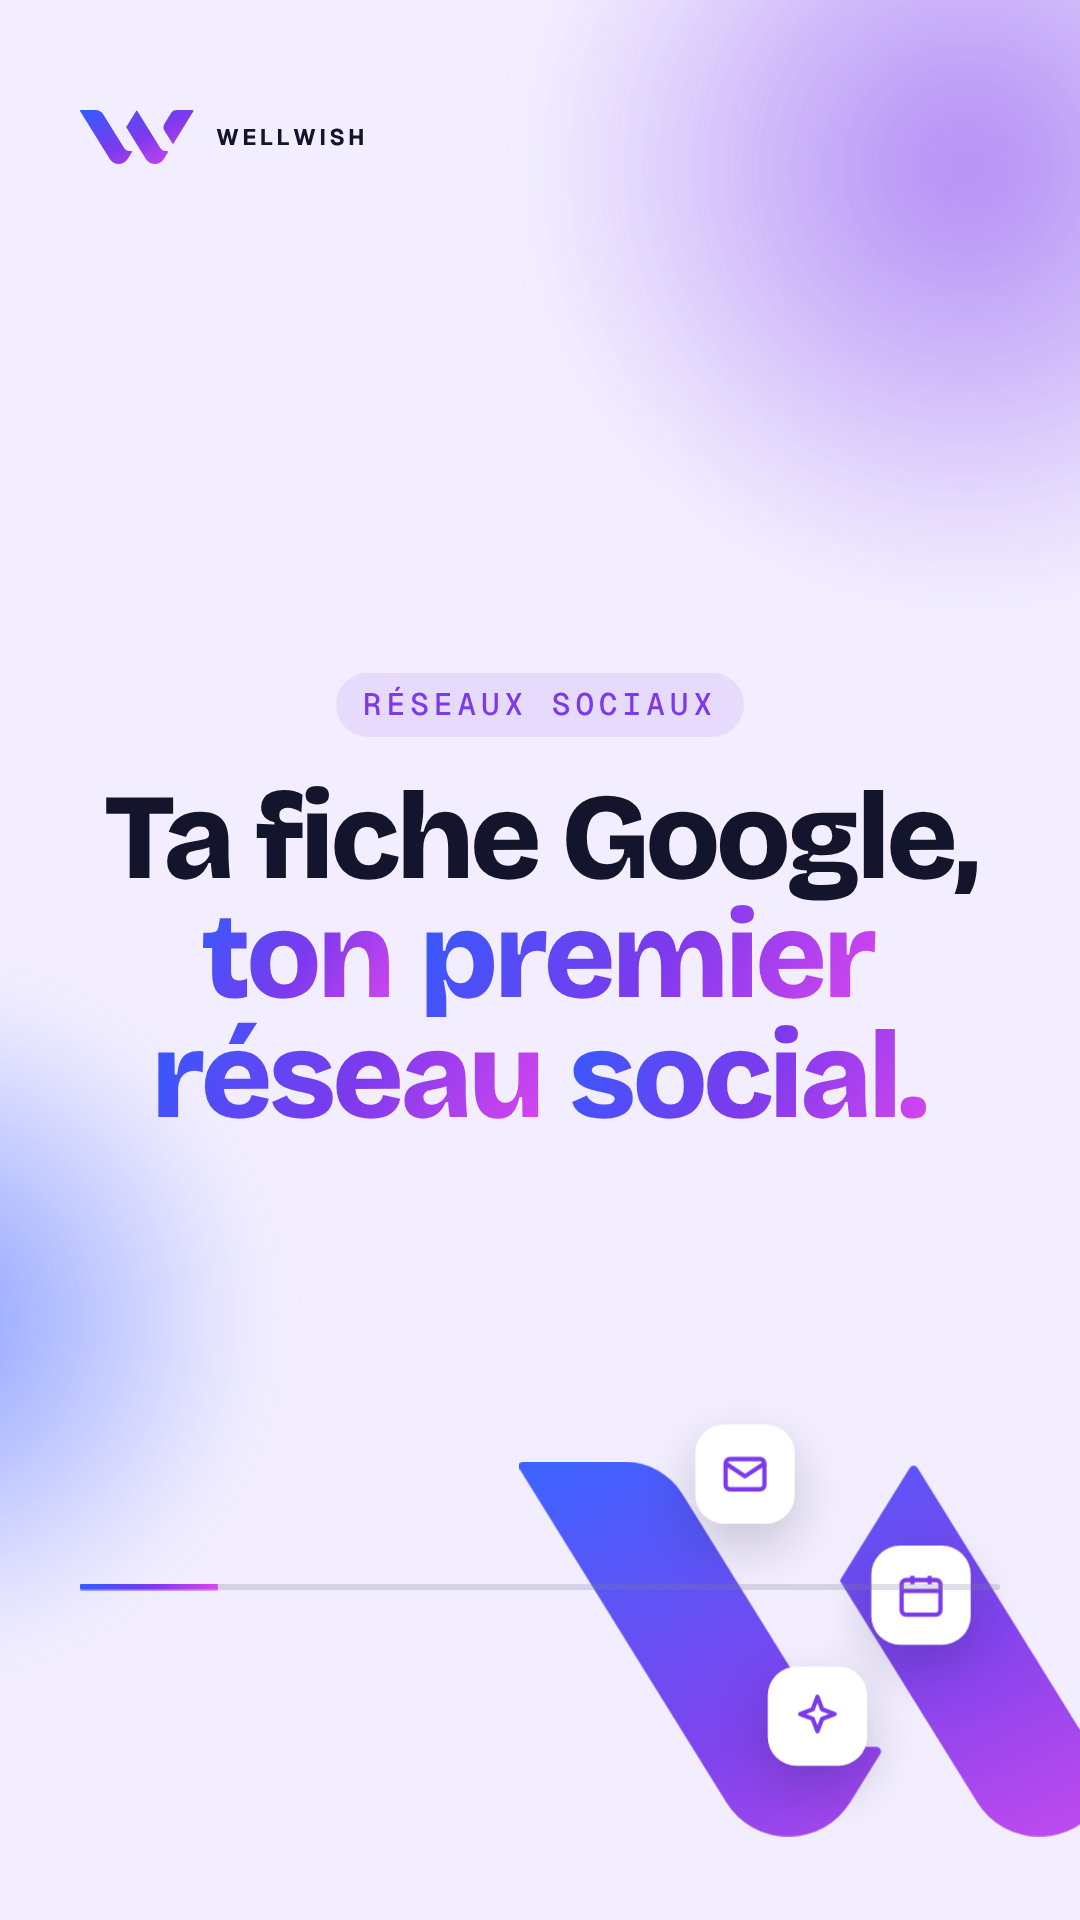 WELLWISH
RÉSEAUX SOCIAUX
Ta fiche Google,
ton premier
réseau social.